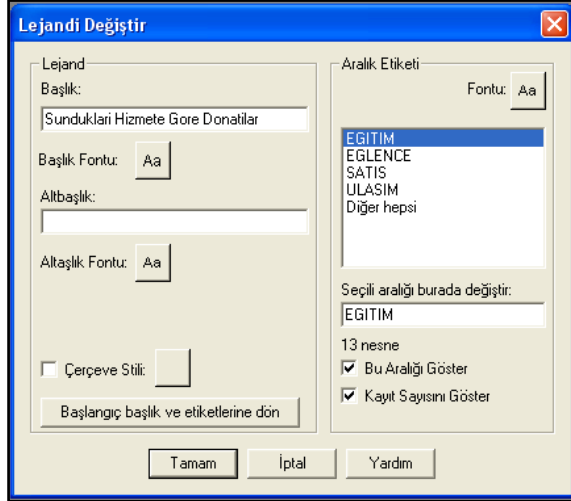 Lejandi Değiştir
Lejand
Başlık:
Sunduklari Hizmete Gore Donatilar
Başlık Fontu: Aa
Altbaşlık:
Altaşlık Fontu: Aa
Çerçeve Stili:
Başlangıç başlık ve etiketlerine dön
Aralık Etiketi
Fontu: Aa
EGITIM
EGLENCE
SATIS
ULASIM
Diğer hepsi
Seçili aralığı burada değiştir:
EGITIM
13 nesne
Bu Aralığı Göster
Kayıt Sayısını Göster
Tamam İptal Yardım